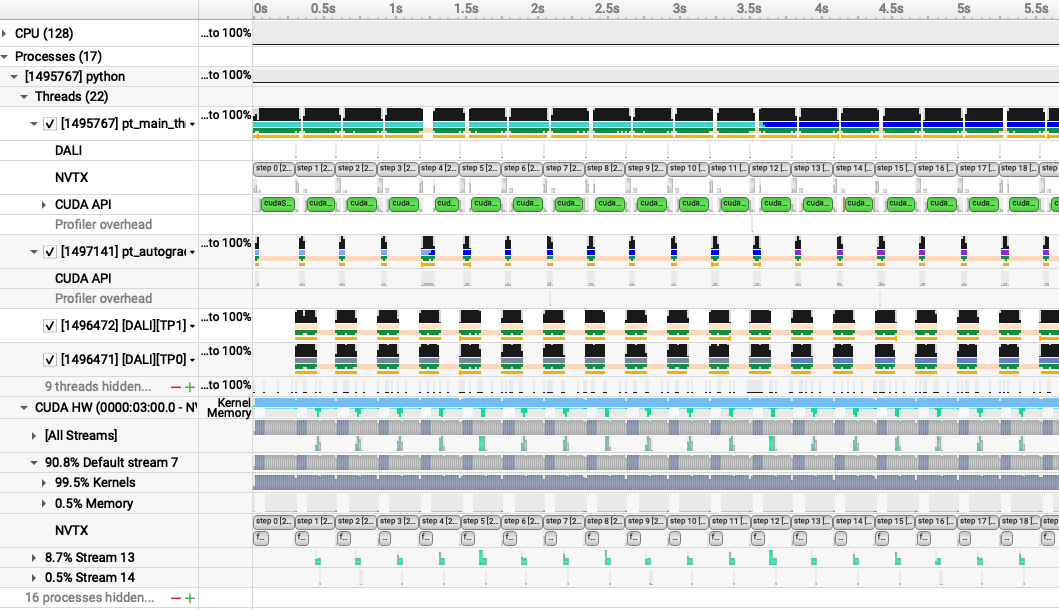 0s 0.5s 1s 1.5s 2s 2.5s 3s 3.5s 4s 4.5s 5s 5.5s
CPU (128) ...to 100%
Processes (17)
[1495767] python ...to 100%
Threads (22)
[1495767] pt_main_th ...to 100%
DALI
NVTX step 0 [2... step 1 [2... step 2 [2... step 3 [2... step 4 [2... step 5 [2... step 6 [2... step 7 [2... step 8 [2... step 9 [2... step 10 [... step 11 [... step 12 [... step 13 [... step 14 [... step 15 [... step 16 [... step 17 [... step 18 [... step
CUDA API cudaS... cuda... cuda... cuda... cud... cuda... cuda... cuda... cuda... cuda... cuda... cuda... cuda... cuda... cuda... cuda... cuda... cuda... cuda... c
Profiler overhead
[1497141] pt_autogra ...to 100%
CUDA API
Profiler overhead
[1496472] [DALI][TP1] ...to 100%
[1496471] [DALI][TP0] ...to 100%
9 threads hidden... ...to 100%
CUDA HW (0000:03:00.0 - NV Kernel
Memory
[All Streams]
90.8% Default stream 7
99.5% Kernels
0.5% Memory
NVTX step 0 [2... step 1 [2... step 2 [2... step 3 [2... step 4 [2... step 5 [2... step 6 [2... step 7 [2... step 8 [2... step 9 [2... step 10 [... step 11 [... step 12 [... step 13 [... step 14 [... step 15 [... step 16 [... step 17 [... step 18 [... step
f... f... f... ... f... f... f... ... f... ... f... f... ... ... f... ... f... ... f...
8.7% Stream 13
0.5% Stream 14
16 processes hidden...